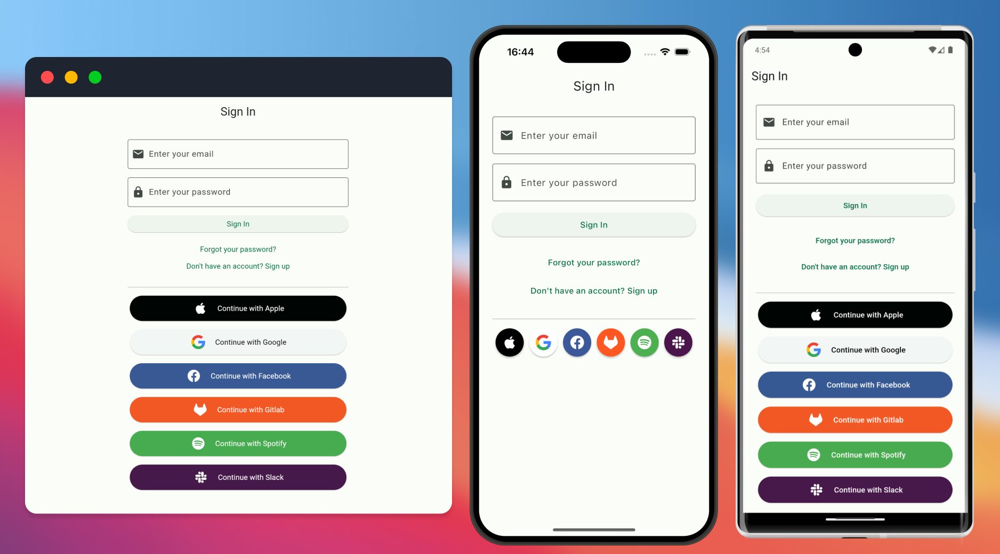 Sign In
Enter your email
Enter your password
Sign In
Forgot your password?
Don't have an account? Sign up
Continue with Apple
Continue with Google
Continue with Facebook
Continue with Gitlab
Continue with Spotify
Continue with Slack
16:44
Sign In
Enter your email
Enter your password
Sign In
Forgot your password?
Don't have an account? Sign up
4:54
Sign In
Enter your email
Enter your password
Sign In
Forgot your password?
Don't have an account? Sign up
Continue with Apple
Continue with Google
Continue with Facebook
Continue with Gitlab
Continue with Spotify
Continue with Slack